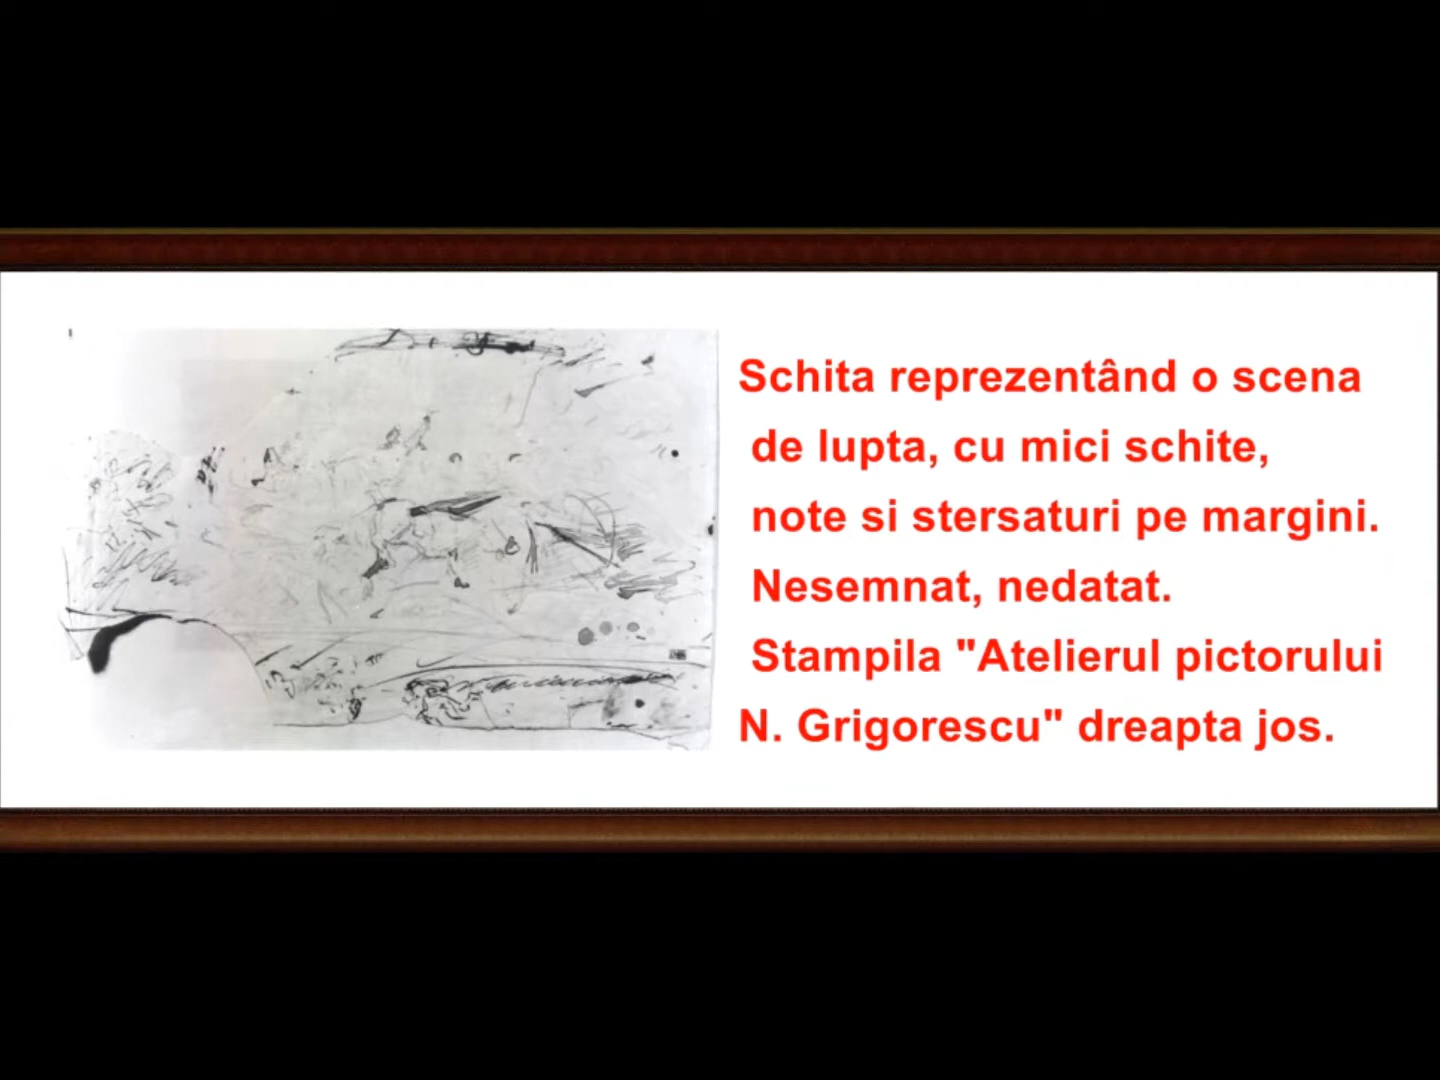 Schita reprezentând o scena
de lupta, cu mici schite,
note si stersaturi pe margini.
Nesemnat, nedatat.
Stampila "Atelierul pictorului
N. Grigorescu" dreapta jos.